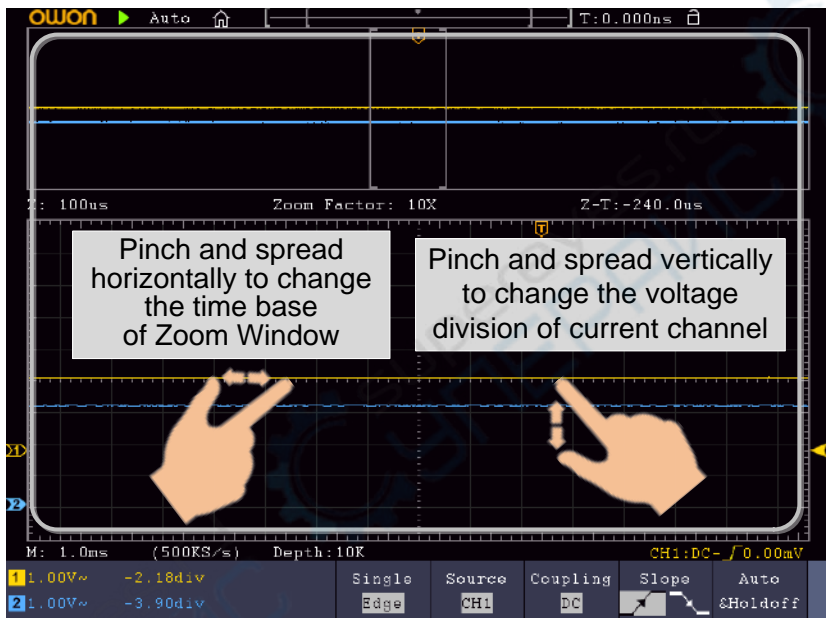 OWON Auto T:0.000ns
Z: 100us Zoom Factor: 10X Z-T:-240.0us
T
Pinch and spread
horizontally to change
the time base
of Zoom Window
Pinch and spread vertically
to change the voltage
division of current channel
1
2
M: 1.0ms (500KS/s) Depth:10K CH1:DC- 0.00mV
1 1.00V~ -2.18div Single Source Coupling Slope Auto
2 1.00V~ -3.90div Edge CH1 DC &Holdoff